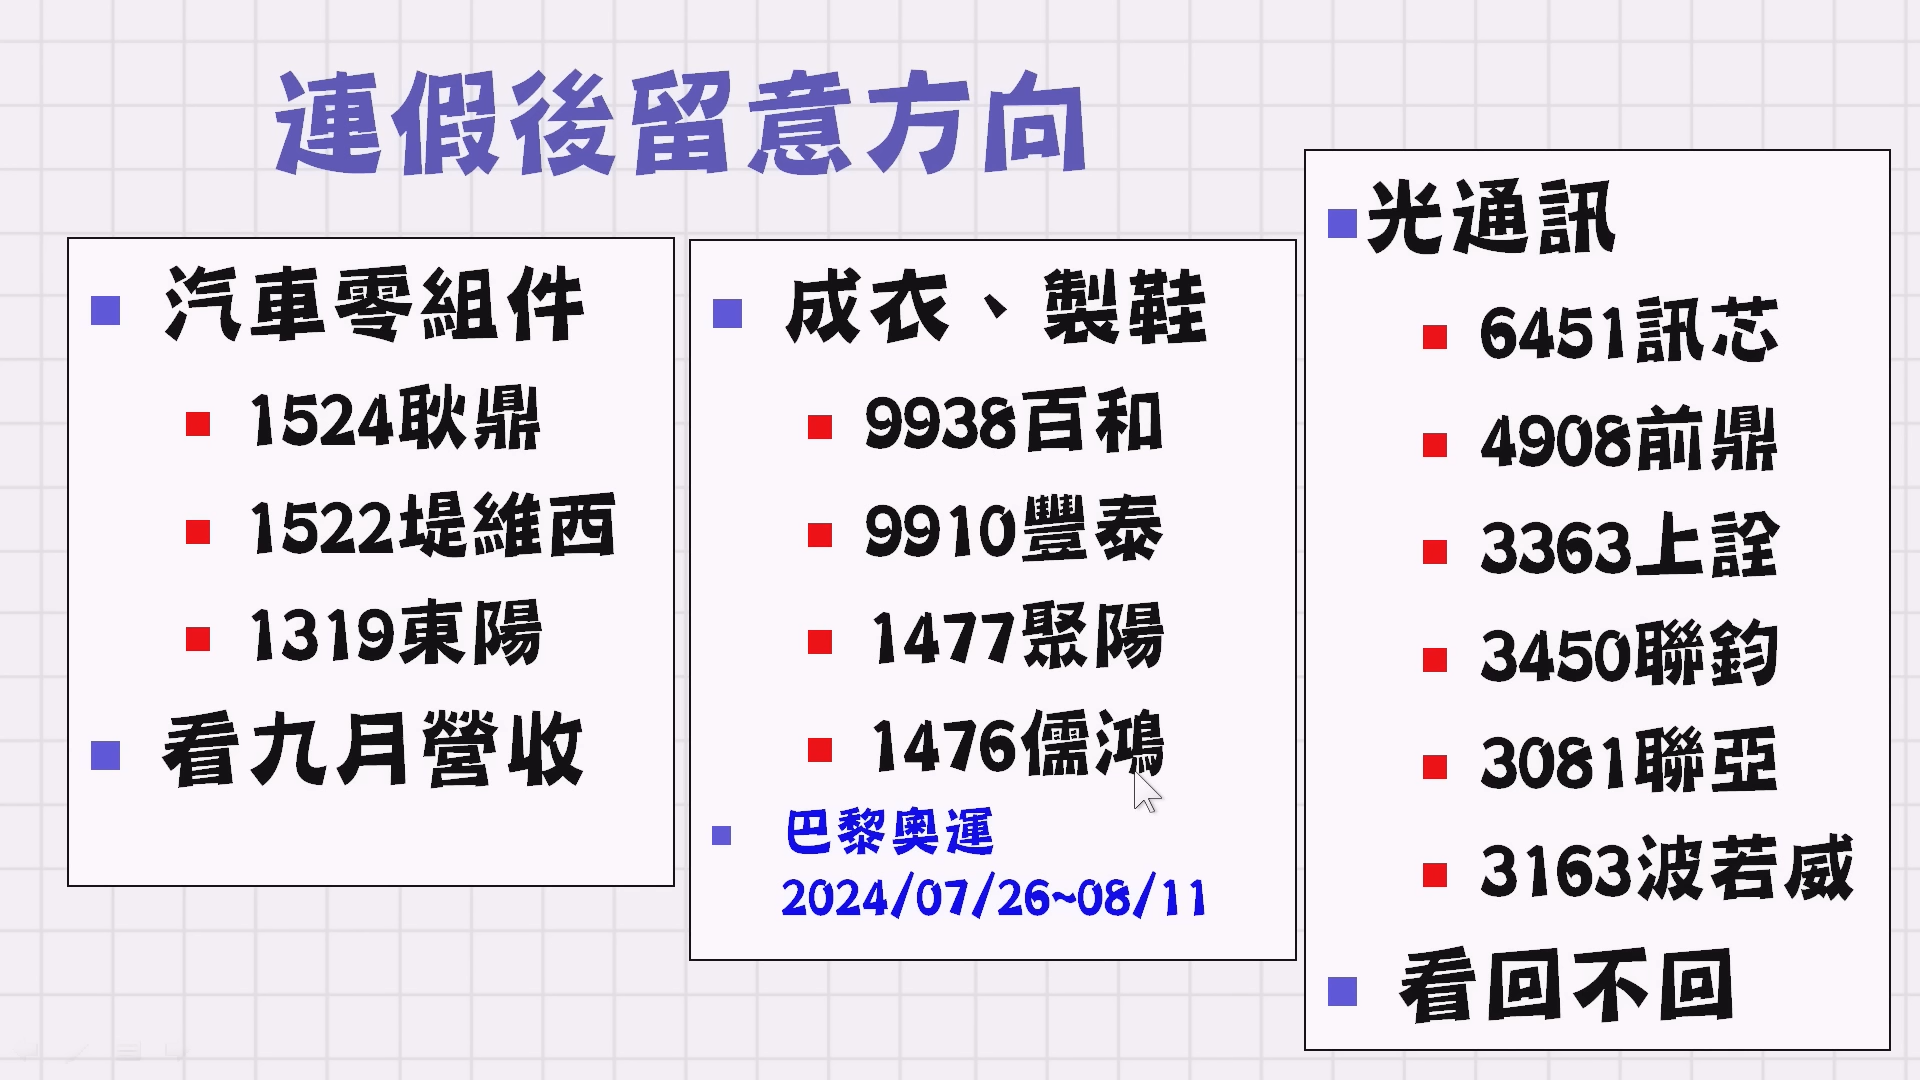 連假後留意方向
汽車零組件
1524耿鼎
1522堤維西
1319東陽
看九月營收
成衣、製鞋
9938百和
9910豐泰
1477聚陽
1476儒鴻
巴黎奧運
2024/07/26~08/11
光通訊
6451訊芯
4908前鼎
3363上詮
3450聯鈞
3081聯亞
3163波若威
看回不回